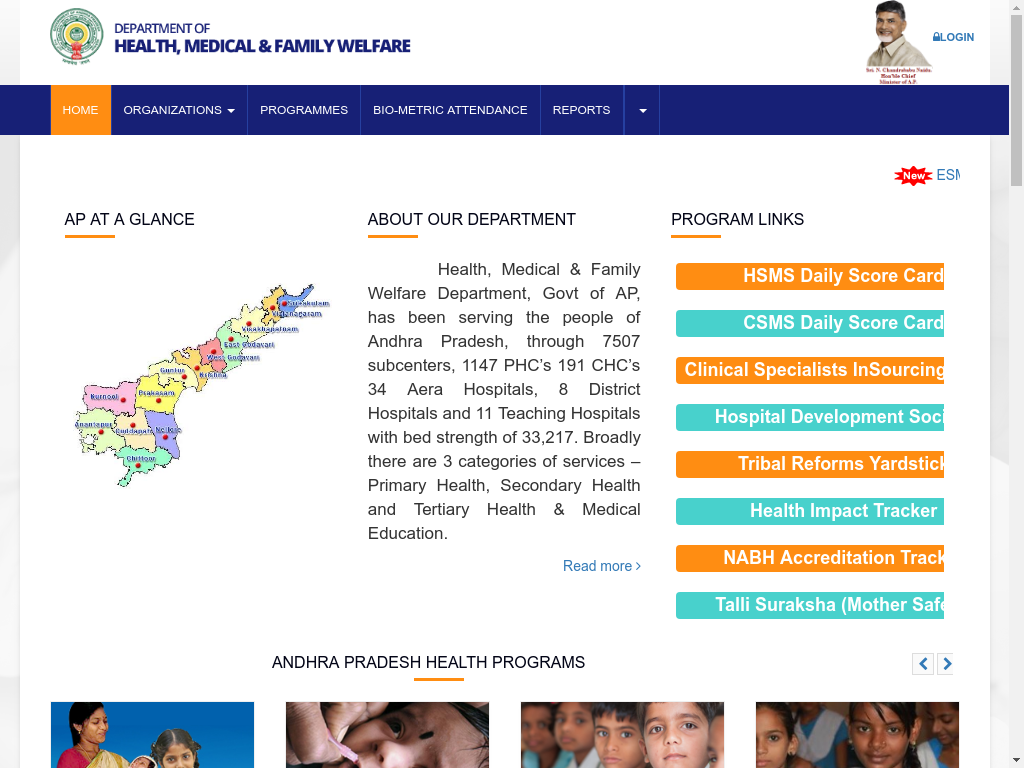 DEPARTMENT OF
HEALTH, MEDICAL & FAMILY WELFARE
Sri. N. Chandrababu Naidu
Hon'ble Chief
Minister of A.P.
LOGIN
HOME
ORGANIZATIONS
PROGRAMMES
BIO-METRIC ATTENDANCE
REPORTS
New ESM
AP AT A GLANCE
Srikakulam
Vizianagaram
Visakhapatnam
East Godavari
West Godavari
Krishna
Guntur
Prakasam
Kurnool
Anantapur
Cuddapah
Nellore
Chittoor
ABOUT OUR DEPARTMENT
Health, Medical & Family
Welfare Department, Govt of AP,
has been serving the people of
Andhra Pradesh, through 7507
subcenters, 1147 PHC’s 191 CHC’s
34 Aera Hospitals, 8 District
Hospitals and 11 Teaching Hospitals
with bed strength of 33,217. Broadly
there are 3 categories of services –
Primary Health, Secondary Health
and Tertiary Health & Medical
Education.
Read more
PROGRAM LINKS
HSMS Daily Score Card
CSMS Daily Score Card
Clinical Specialists InSourcing
Hospital Development Soci
Tribal Reforms Yardstick
Health Impact Tracker
NABH Accreditation Track
Talli Suraksha (Mother Safe
ANDHRA PRADESH HEALTH PROGRAMS